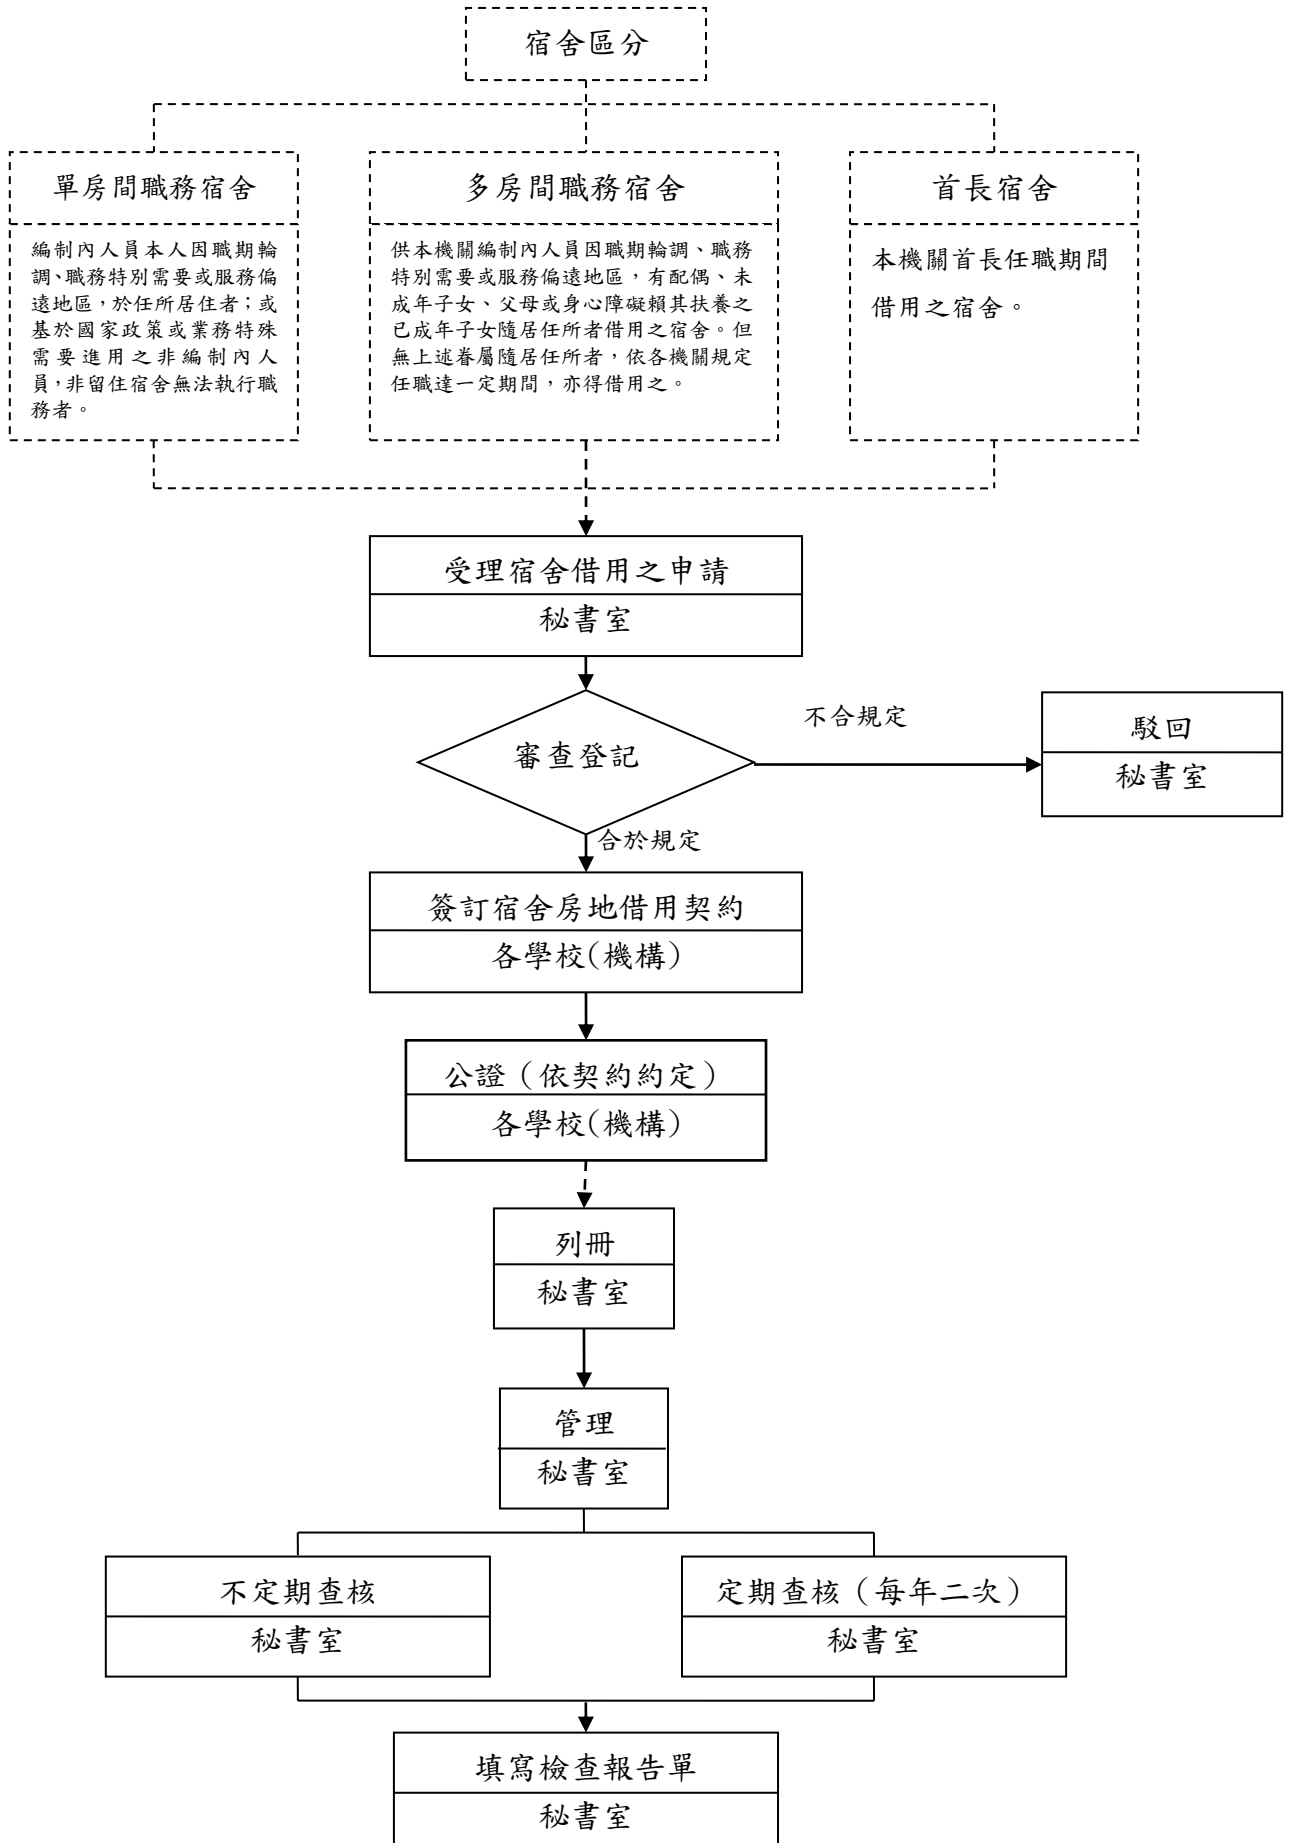 宿舍區分
單房間職務宿舍
編制內人員本人因職期輪
調、職務特別需要或服務偏
遠地區，於任所居住者；或
基於國家政策或業務特殊
需要進用之非編制內人
員，非留住宿舍無法執行職
務者。
多房間職務宿舍
供本機關編制內人員因職期輪調、職務
特別需要或服務偏遠地區，有配偶、未
成年子女、父母或身心障礙賴其扶養之
已成年子女隨居任所者借用之宿舍。但
無上述眷屬隨居任所者，依各機關規定
任職達一定期間，亦得借用之。
首長宿舍
本機關首長任職期間
借用之宿舍。
受理宿舍借用之申請
秘書室
審查登記
不合規定
駁回
秘書室
合於規定
簽訂宿舍房地借用契約
各學校(機構)
公證（依契約約定）
各學校(機構)
列冊
秘書室
管理
秘書室
不定期查核
秘書室
定期查核（每年二次）
秘書室
填寫檢查報告單
秘書室